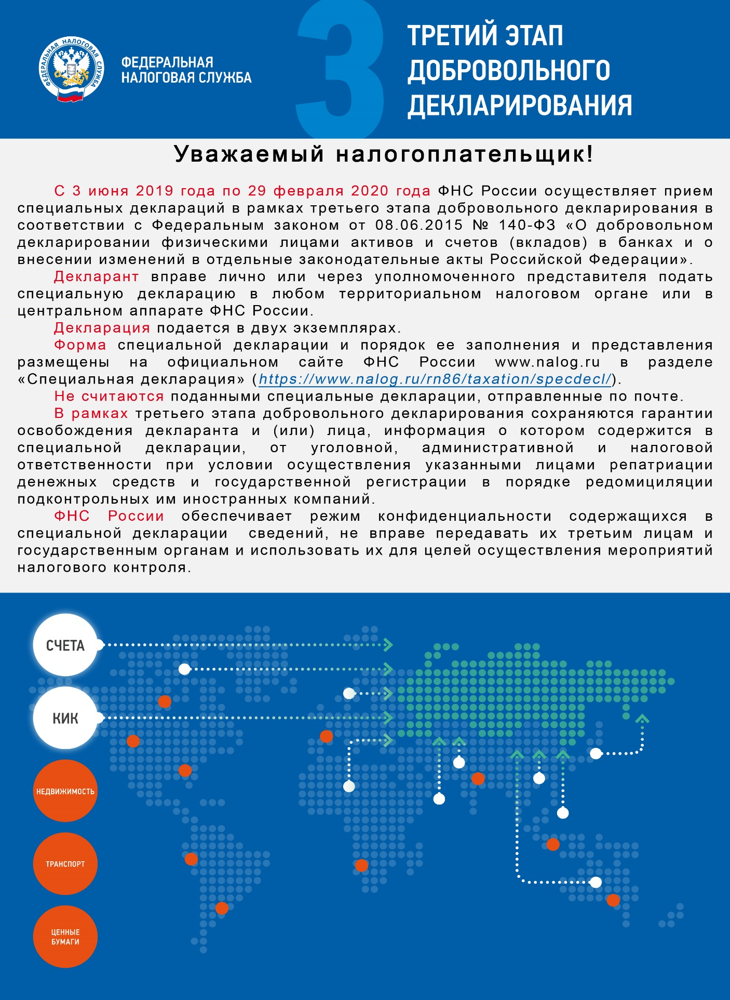 ФЕДЕРАЛЬНАЯ НАЛОГОВАЯ СЛУЖБА
ФЕДЕРАЛЬНАЯ
НАЛОГОВАЯ СЛУЖБА
3
ТРЕТИЙ ЭТАП
ДОБРОВОЛЬНОГО
ДЕКЛАРИРОВАНИЯ
Уважаемый налогоплательщик!
С 3 июня 2019 года по 29 февраля 2020 года ФНС России осуществляет прием
специальных деклараций в рамках третьего этапа добровольного декларирования в
соответствии с Федеральным законом от 08.06.2015 № 140-ФЗ «О добровольном
декларировании физическими лицами активов и счетов (вкладов) в банках и о
внесении изменений в отдельные законодательные акты Российской Федерации».
Декларант вправе лично или через уполномоченного представителя подать
специальную декларацию в любом территориальном налоговом органе или в
центральном аппарате ФНС России.
Декларация подается в двух экземплярах.
Форма специальной декларации и порядок ее заполнения и представления
размещены на официальном сайте ФНС России www.nalog.ru в разделе
«Специальная декларация» (https://www.nalog.ru/rn86/taxation/specdecl/).
Не считаются поданными специальные декларации, отправленные по почте.
В рамках третьего этапа добровольного декларирования сохраняются гарантии
освобождения декларанта и (или) лица, информация о котором содержится в
специальной декларации, от уголовной, административной и налоговой
ответственности при условии осуществления указанными лицами репатриации
денежных средств и государственной регистрации в порядке редомициляции
подконтрольных им иностранных компаний.
ФНС России обеспечивает режим конфиденциальности содержащихся в
специальной декларации сведений, не вправе передавать их третьим лицам и
государственным органам и использовать их для целей осуществления мероприятий
налогового контроля.
СЧЕТА
КИК
НЕДВИЖИМОСТЬ
ТРАНСПОРТ
ЦЕННЫЕ
БУМАГИ